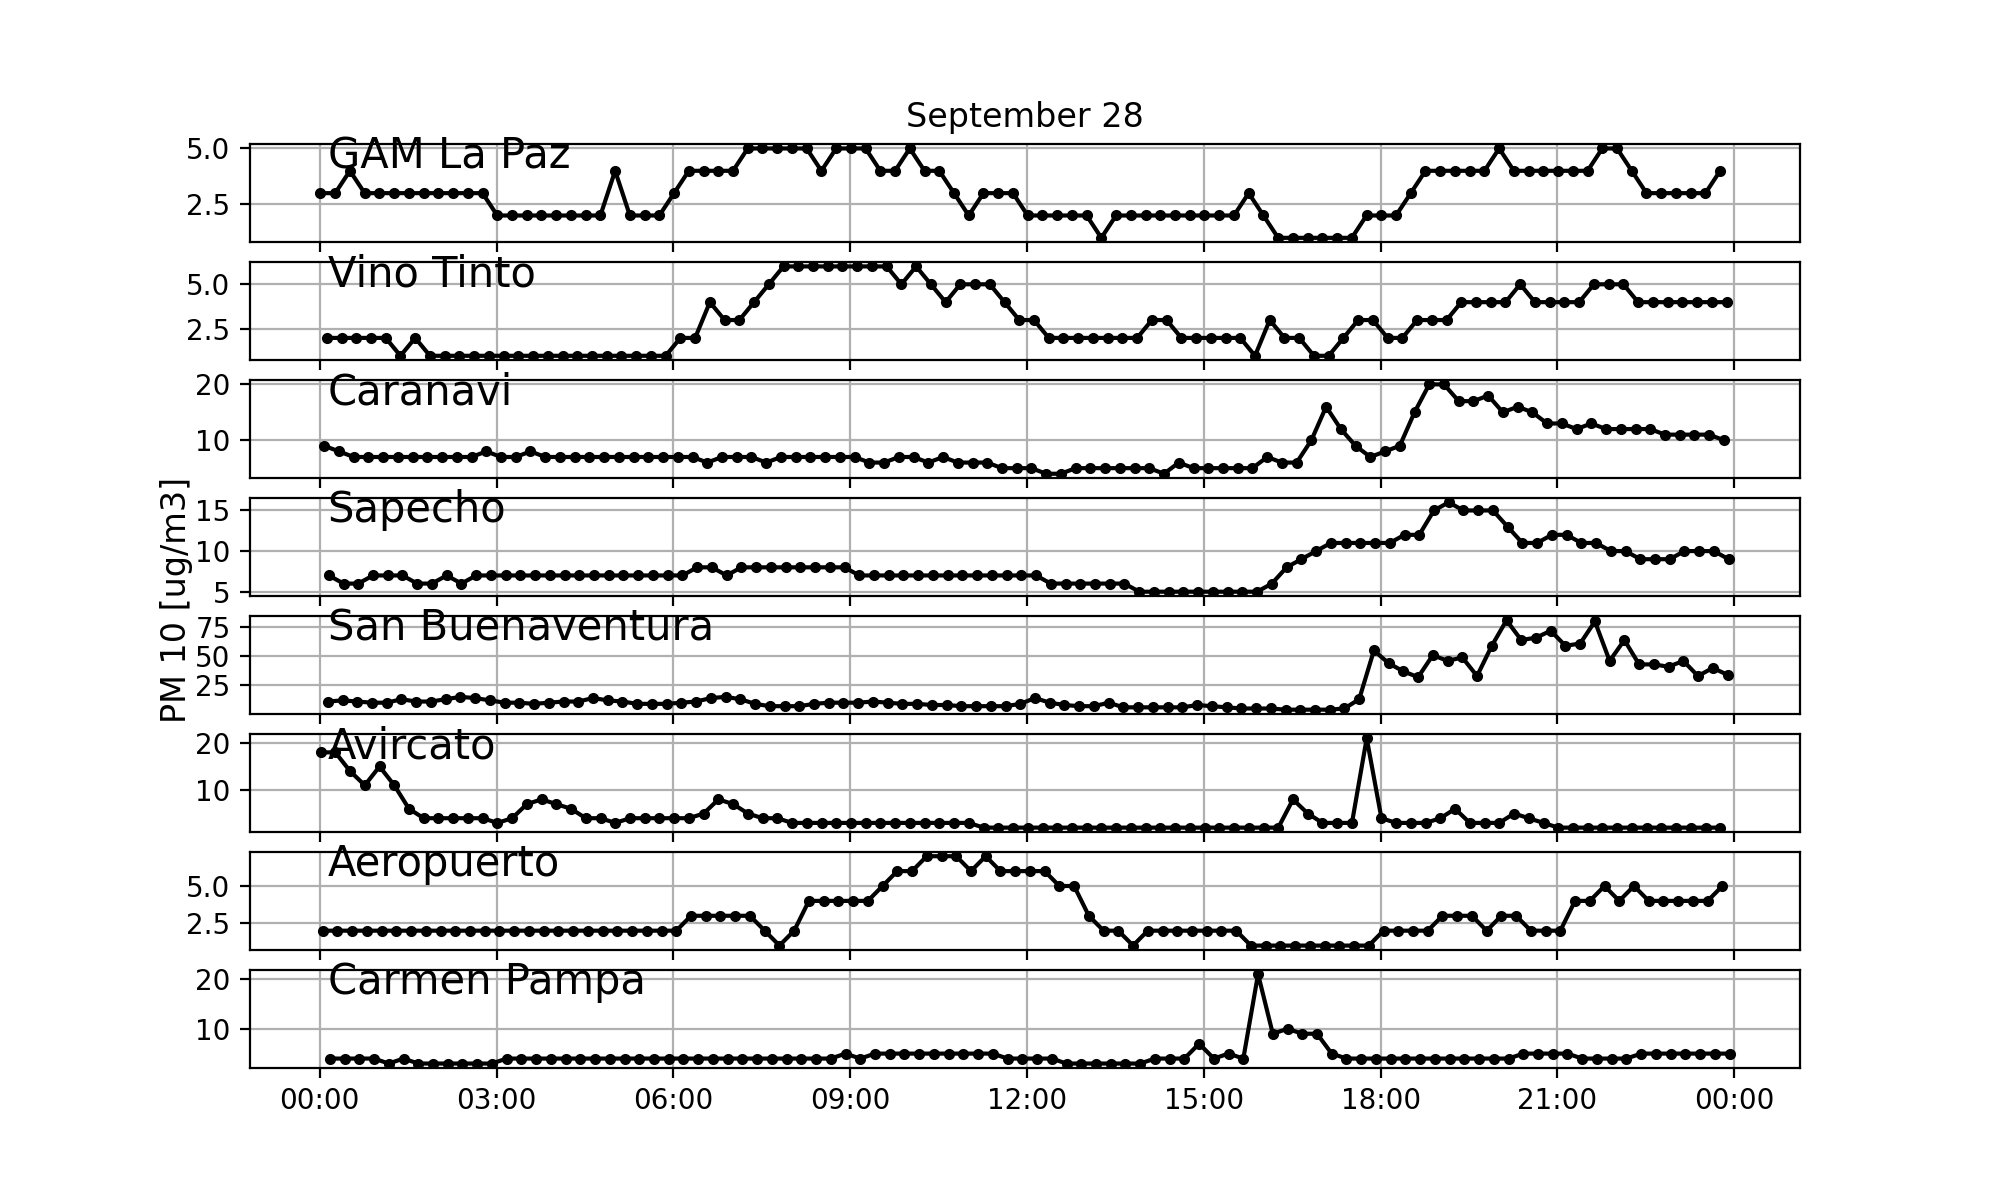 September 28
PM 10 [ug/m3]
GAM La Paz
5.0
2.5
Vino Tinto
5.0
2.5
Caranavi
20
10
Sapecho
15
10
5
San Buenaventura
75
50
25
Avircato
20
10
Aeropuerto
5.0
2.5
Carmen Pampa
20
10
00:00 03:00 06:00 09:00 12:00 15:00 18:00 21:00 00:00